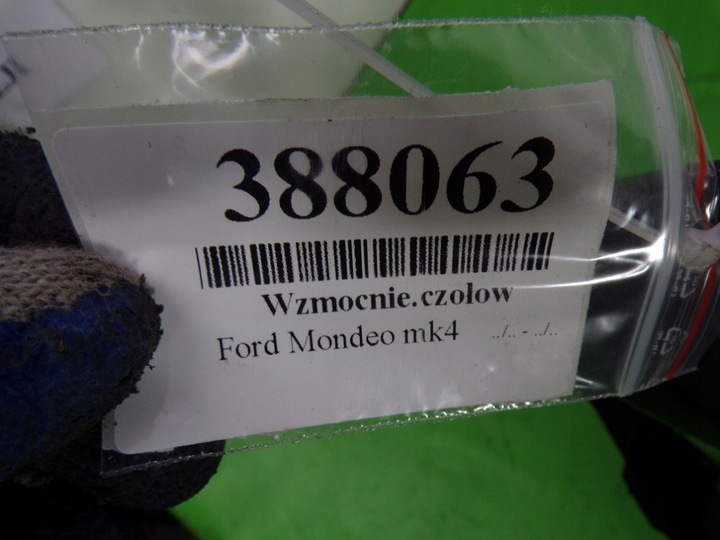 388063
Wzmocnie.czołow
Ford Mondeo mk4 ../.. - ../..